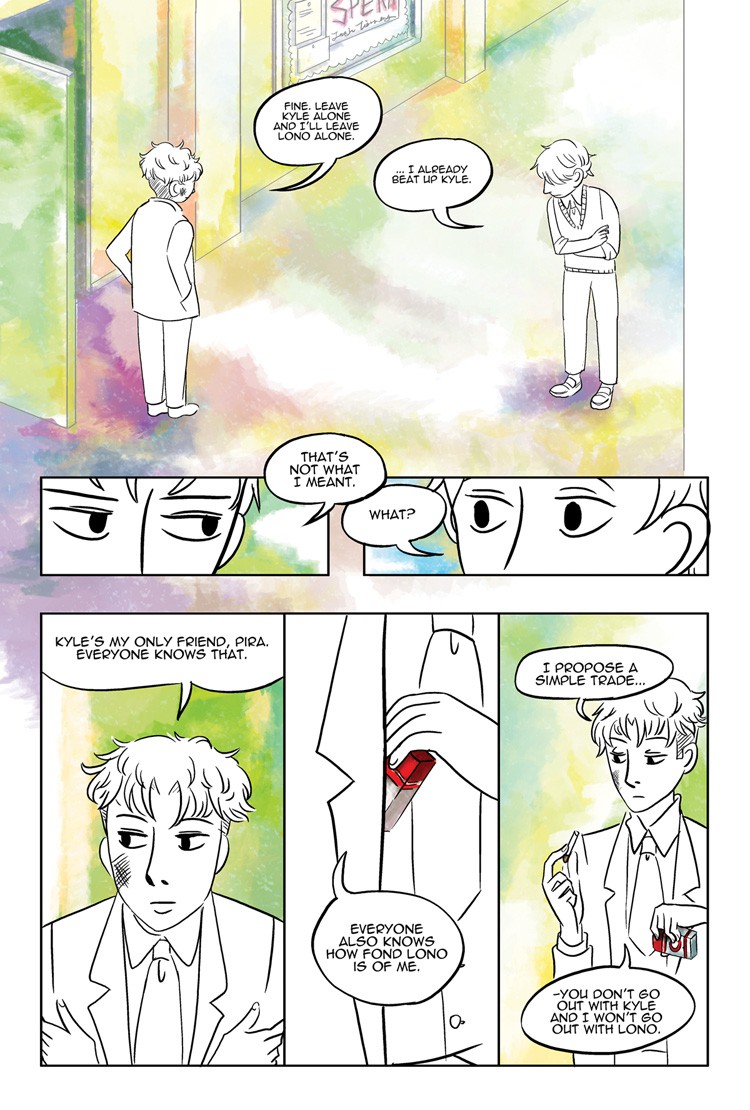 SPERM
FINE. LEAVE
KYLE ALONE
AND I'LL LEAVE
LONO ALONE.
... I ALREADY
BEAT UP KYLE.
THAT'S
NOT WHAT
I MEANT.
WHAT?
KYLE'S MY ONLY FRIEND, PIRA.
EVERYONE KNOWS THAT.
EVERYONE
ALSO KNOWS
HOW FOND LONO
IS OF ME.
I PROPOSE A
SIMPLE TRADE...
-YOU DON'T GO
OUT WITH KYLE
AND I WON'T GO
OUT WITH LONO.